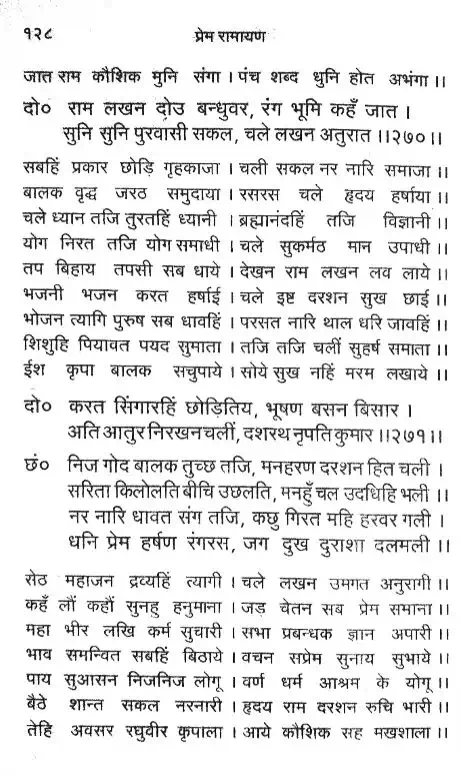 १२८ प्रेम रामायण
जात राम कौशिक मुनि संगा । पंच शब्द धुनि होत अभंगा ।।
दो० राम लखन दोउ बन्धुवर, रंग भूमि कहँ जात ।
सुनि सुनि पुरवासी सकल, चले लखन अतुरात ।।२७०।।
सबहिं प्रकार छोड़ि गृहकाजा । चली सकल नर नारि समाजा ।।
बालक वृद्ध जरठ समुदाया । रसरस चले हृदय हर्षाया ।।
चले ध्यान तजि तुरतहिं ध्यानी । ब्रह्मानंदहिं तजि विज्ञानी ।।
योग निरत तजि योग समाधी । चले सुकर्मठ मान उपाधी ।।
तप बिहाय तपसी सब धाये । देखन राम लखन लव लाये ।।
भजनी भजन करत हर्षाई । चले इष्ट दरशन सुख छाई ।।
भोजन त्यागि पुरुष सब धावहिं । परसत नारि थाल धरि जावहिं ।।
शिशुहि पियावत पयद सुमाता । तजि तजि चलीं सुहर्ष समाता ।।
ईश कृपा बालक सचुपाये । सोये सुख नहिं मरम लखाये ।।
दो० करत सिंगारहिं छोड़ितिय, भूषण बसन बिसार ।
अति आतुर निरखनचलीं, दशरथ नृपति कुमार ।।२७१।।
छं० निज गोद बालक तुच्छ तजि, मनहरण दरशन हित चली ।
सरिता किलोलति बीचि उछलति, मनहुँ चल उदधिहि भली ।।
नर नारि धावत संग तजि, कछु गिरत महि हरवर गली ।
धनि प्रेम हर्षण रंगरस, जग दुख दुराशा दलमली ।।
सेठ महाजन द्रव्यहिं त्यागी । चले लखन उमगत अनुरागी ।।
कहँ लौं कहौं सुनहु हनुमाना । जड़ चेतन सब प्रेम समाना ।।
महा भीर लखि कर्म सुचारी । सभा प्रबन्धक ज्ञान अपारी ।।
भाव समन्वित सबहिं बिठाये । वचन सप्रेम सुनाय सुभाये ।।
पाय सुआसन निजनिज लोगू । वर्ण धर्म आश्रम के योगू ।।
बैठे शान्त सकल नरनारी । हृदय राम दरशन रुचि भारी ।।
तेहि अवसर रघुवीर कृपाला । आये कौशिक सह मखशाला ।।